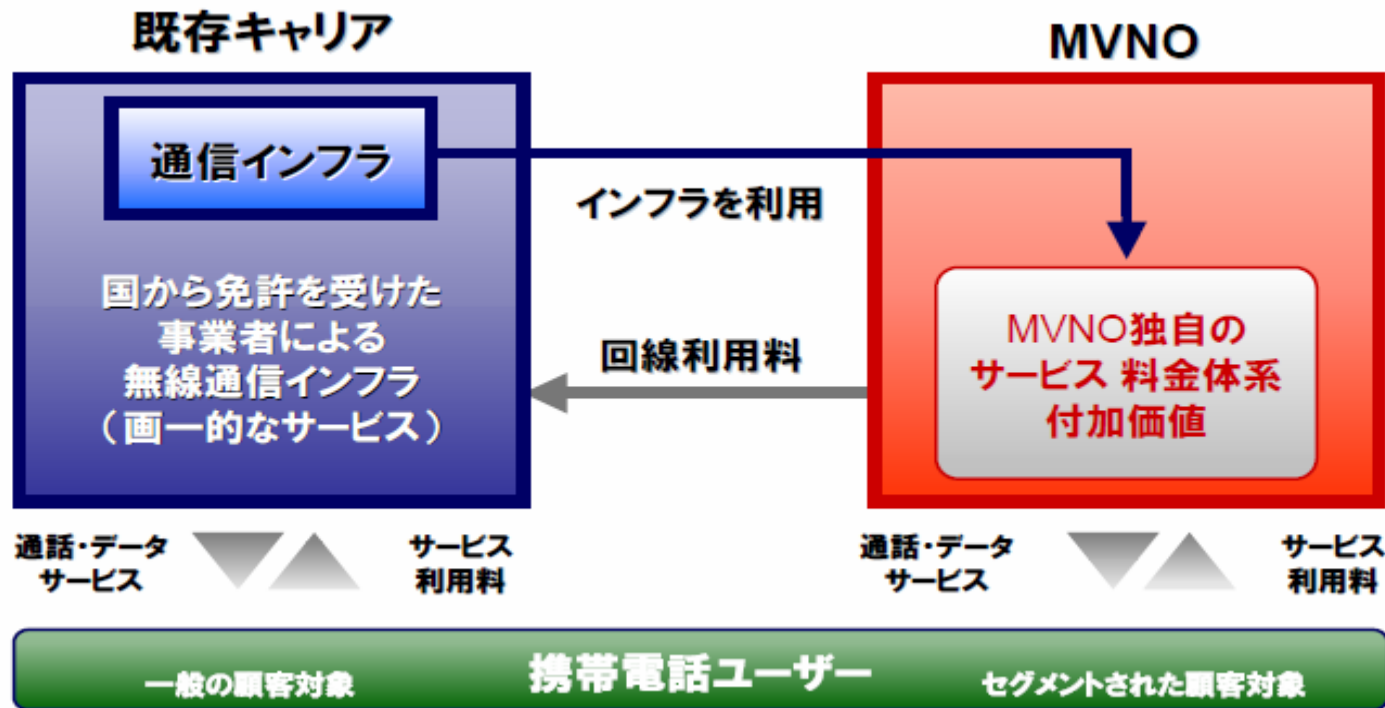 既存キャリア
MVNO
通信インフラ
インフラを利用
国から免許を受けた
事業者による
無線通信インフラ
（画一的なサービス）
回線利用料
MVNO独自の
サービス 料金体系
付加価値
通話・データ
サービス
サービス
利用料
通話・データ
サービス
サービス
利用料
一般の顧客対象
携帯電話ユーザー
セグメントされた顧客対象